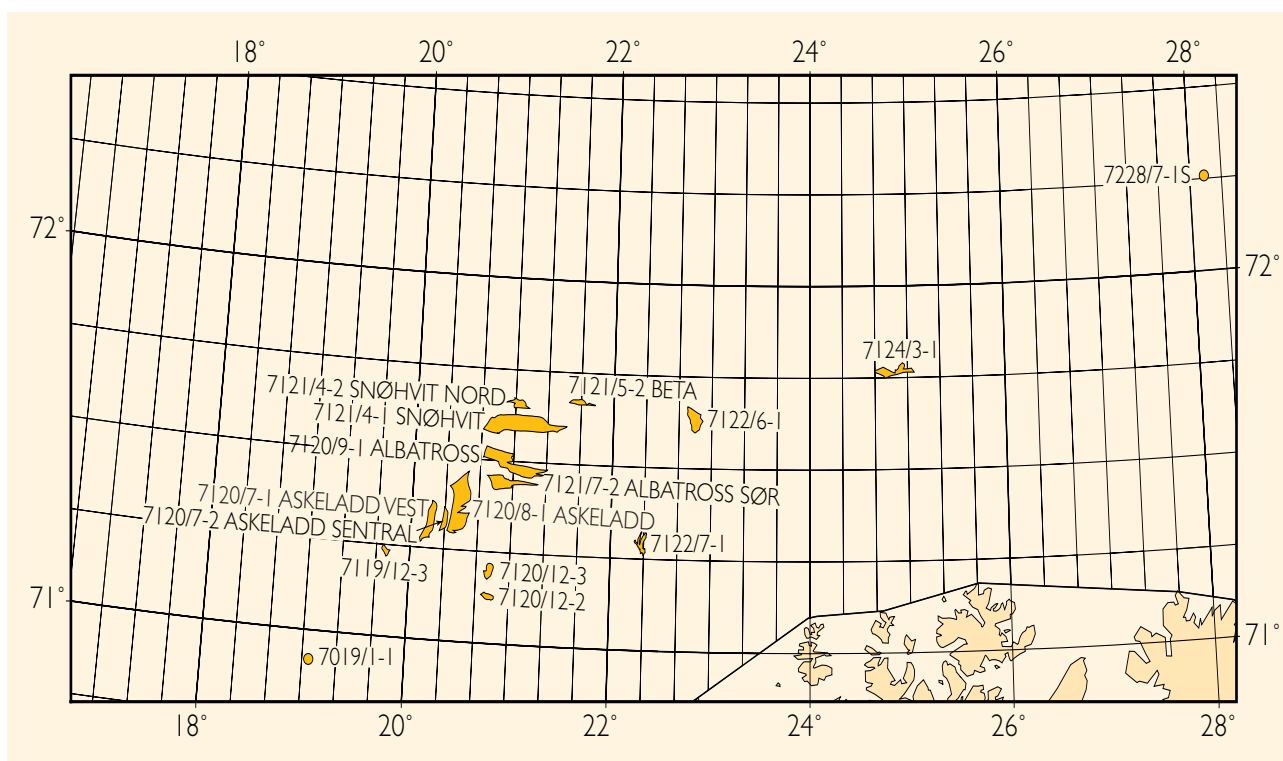 18° 20° 22° 24° 26° 28°
7228/7-1S
72° 72°
7124/3-1
7121/4-2 SNØHVIT NORD 7121/5-2 BETA
7121/4-1 SNØHVIT 7122/6-1
7120/9-1 ALBATROSS
7121/7-2 ALBATROSS SØR
7120/7-1 ASKELADD VEST 7120/8-1 ASKELADD
7120/7-2 ASKELADD SENTRAL
7122/7-1
7119/12-3 7120/12-3
7120/12-2
71° 71°
7019/1-1
18° 20° 22° 24° 26° 28°